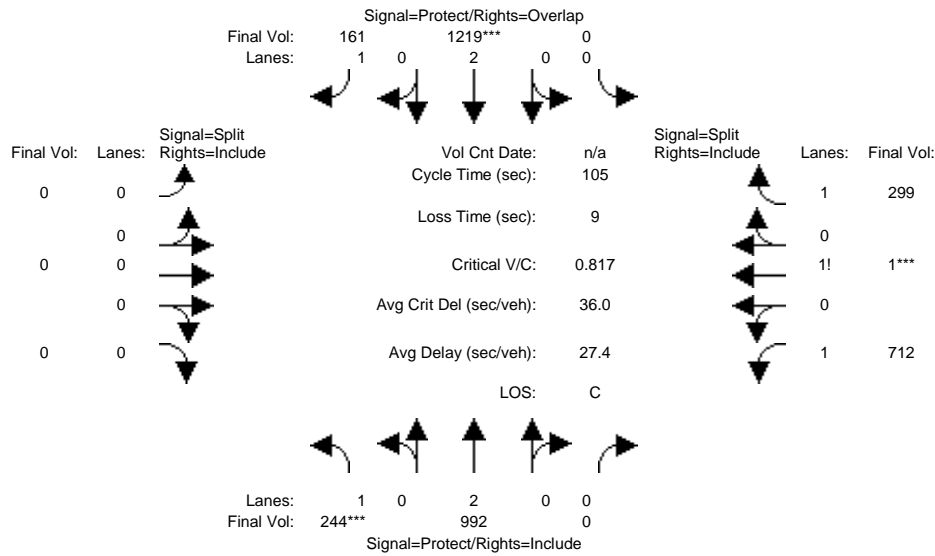 Signal=Protect/Rights=Overlap
Final Vol: 161 1219*** 0
Lanes: 1 0 2 0 0
Signal=Split Signal=Split
Final Vol: Lanes: Rights=Include Vol Cnt Date: n/a Rights=Include Lanes: Final Vol:
Cycle Time (sec): 105
0 0 1 299
Loss Time (sec): 9
0 0
0 0 Critical V/C: 0.817 1! 1***
0 Avg Crit Del (sec/veh): 36.0 0
0 0 Avg Delay (sec/veh): 27.4 1 712
LOS: C
Lanes: 1 0 2 0 0
Final Vol: 244*** 992 0
Signal=Protect/Rights=Include